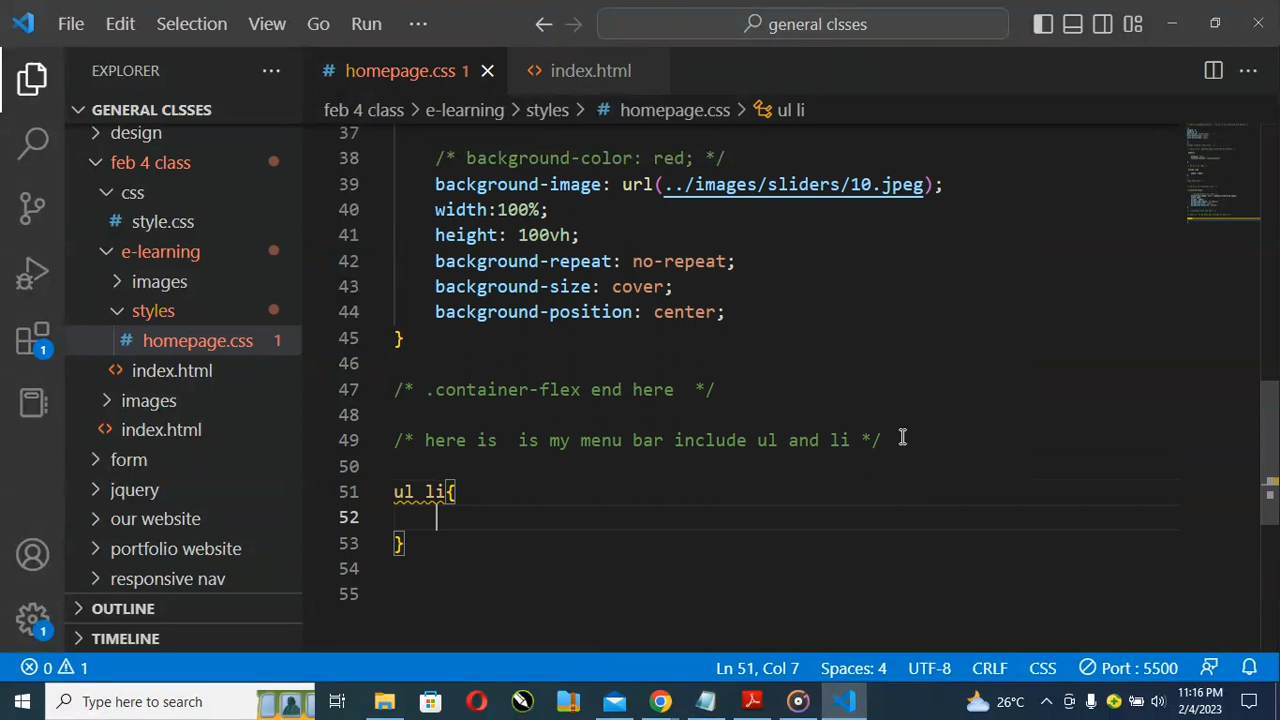 File Edit Selection View Go Run ··· general clsses
EXPLORER ···
homepage.css 1
index.html
GENERAL CLSSES
design
feb 4 class
css
style.css
e-learning
images
styles
homepage.css 1
index.html
images
index.html
form
jquery
our website
portfolio website
responsive nav
OUTLINE
TIMELINE
feb 4 class > e-learning > styles > # homepage.css > ul li
37
38 /* background-color: red; */
39 background-image: url(../images/sliders/10.jpeg);
40 width:100%;
41 height: 100vh;
42 background-repeat: no-repeat;
43 background-size: cover;
44 background-position: center;
45 }
46
47 /* .container-flex end here  */
48
49 /* here is  is my menu bar include ul and li */
50
51 ul li{
52
53 }
54
55
1
1
0 1 Ln 51, Col 7 Spaces: 4 UTF-8 CRLF CSS Port : 5500
Type here to search
26°C
11:16 PM
2/4/2023